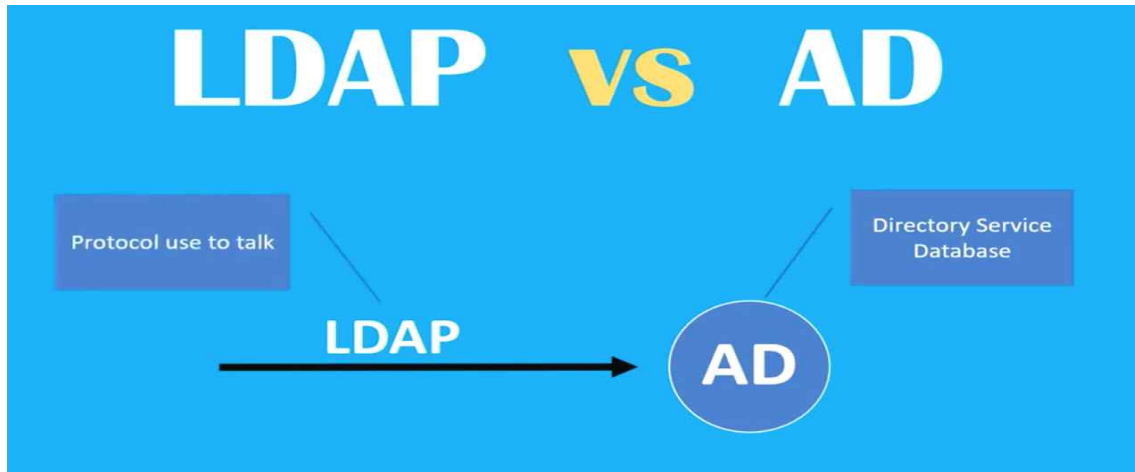 LDAP vs AD
Protocol use to talk
Directory Service
Database
LDAP
AD